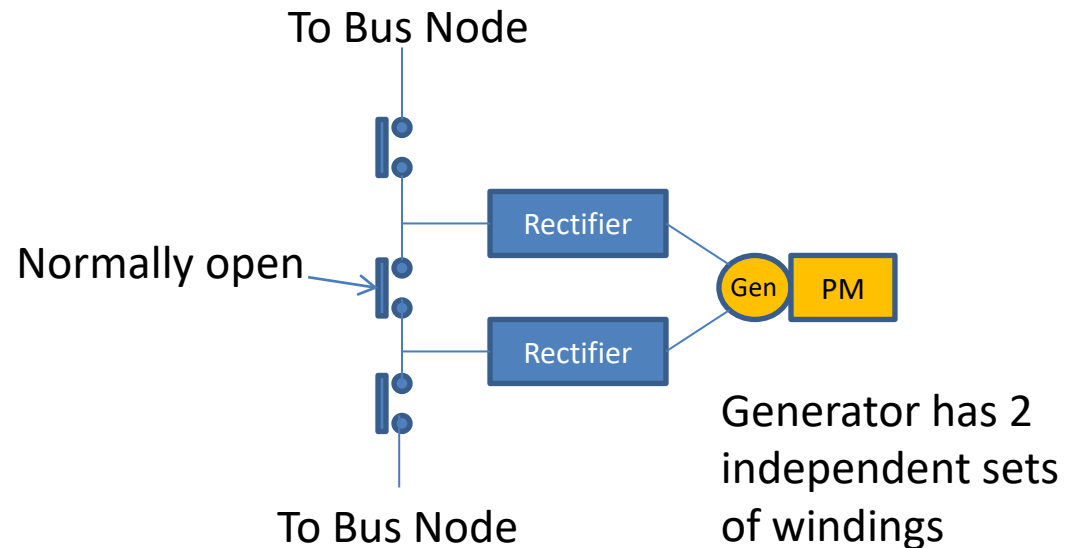 To Bus Node
Rectifier
Normally open
Gen
PM
Rectifier
Generator has 2
independent sets
of windings
To Bus Node